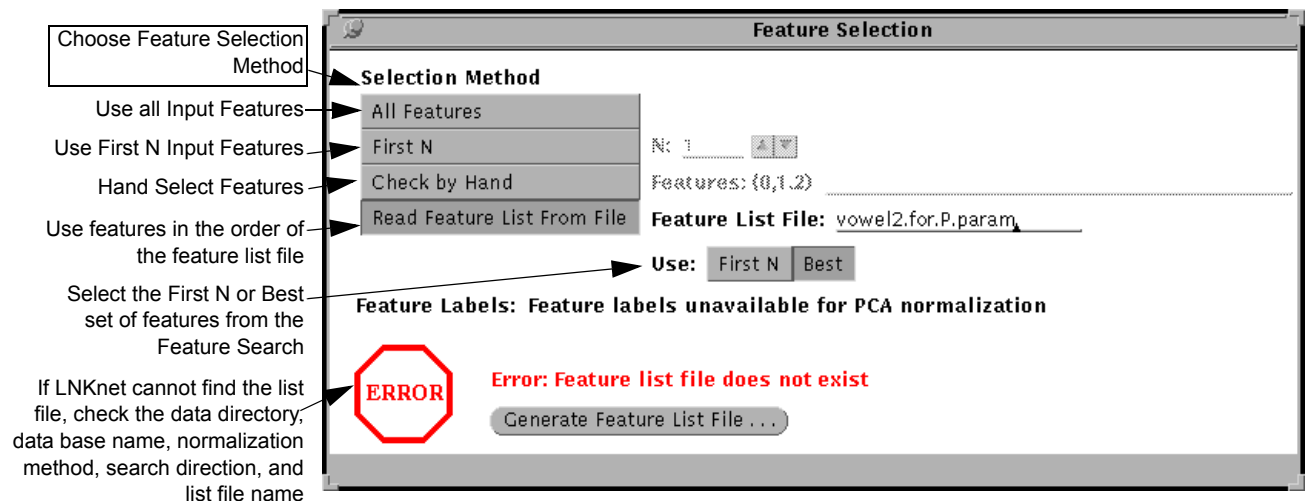 Feature Selection
Choose Feature Selection
Method
Selection Method
Use all Input Features
All Features
Use First N Input Features
First N
N: 1
Hand Select Features
Check by Hand
Features: (0,1.2)
Use features in the order of
the feature list file
Read Feature List From File
Feature List File: vowel2.for.P.param
Select the First N or Best
set of features from the
Feature Search
Use: First N Best
Feature Labels: Feature labels unavailable for PCA normalization
If LNKnet cannot find the list
file, check the data directory,
data base name, normalization
method, search direction, and
list file name
ERROR
Error: Feature list file does not exist
Generate Feature List File . . .